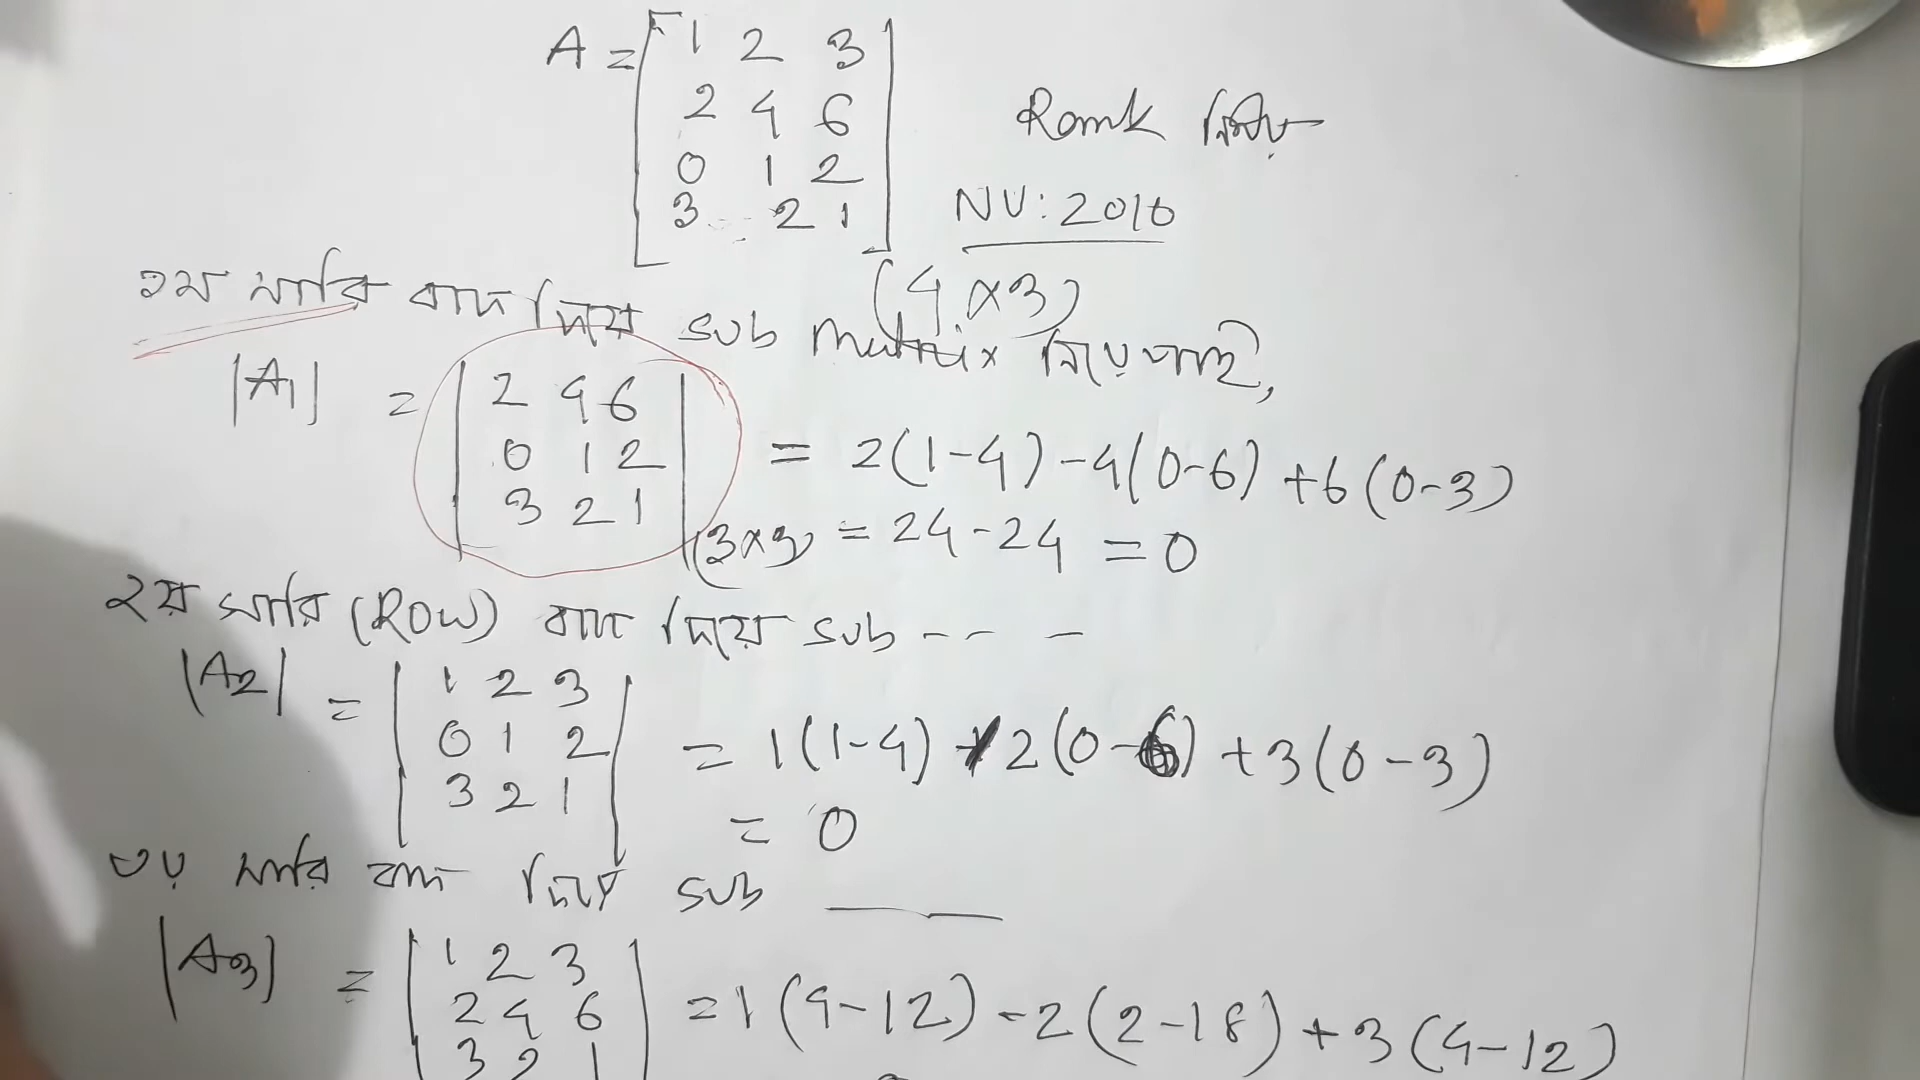 A = [ 1 2 3
2 4 6
0 1 2
3 2 1 ]
Rank নির্ণয়
NU: 2016
(4×3)
১ম সারি বাদ দিয়ে sub matrix নিয়ে পাই,
|A1| = | 2 4 6
0 1 2
3 2 1 | (3×3)
= 2(1-4) -4(0-6) +6(0-3)
= 24 - 24 = 0
২য় সারি (ROW) বাদ দিয়ে sub - - -
|A2| = | 1 2 3
0 1 2
3 2 1 |
= 1(1-4) -2(0-6) +3(0-3)
= 0
৩য় সারি বাদ দিয়ে sub
|A3| = | 1 2 3
2 4 6
3 2 1
= 1(4-12) -2(2-18) +3(4-12)